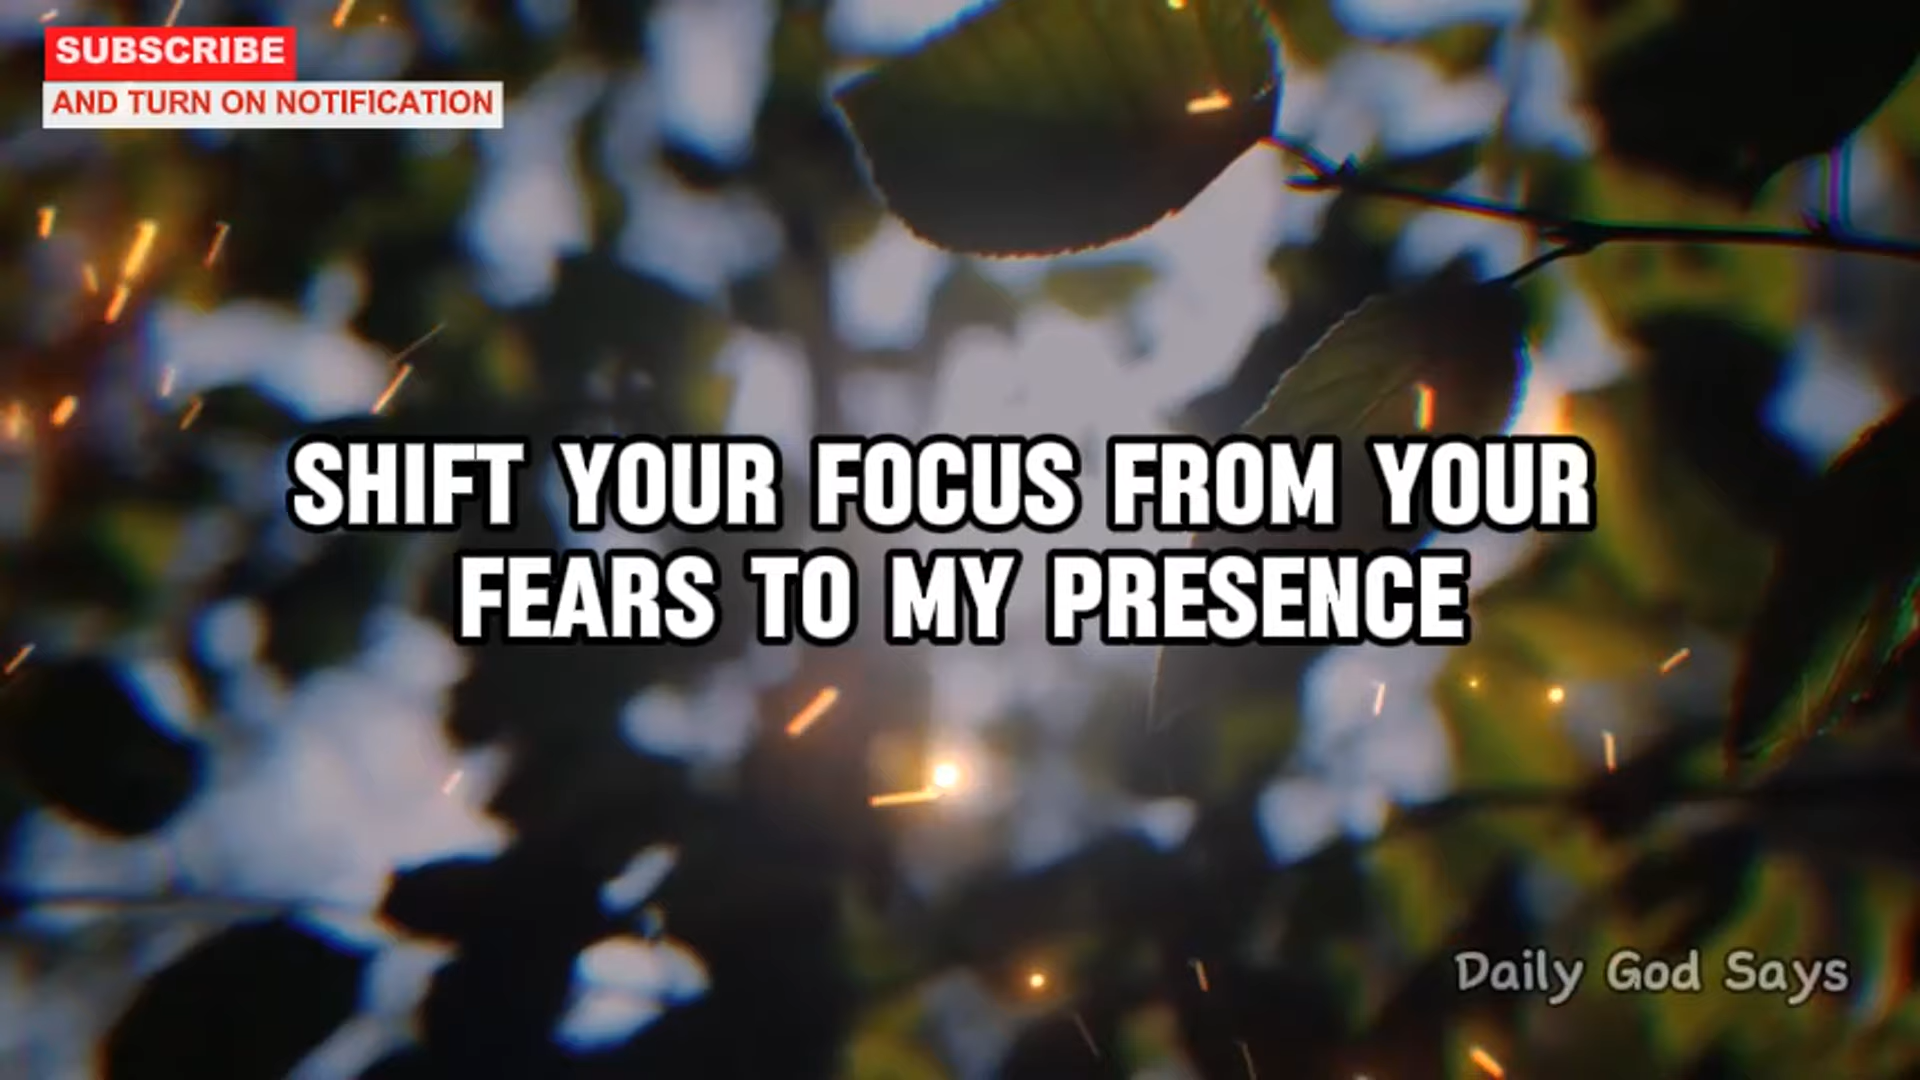 SUBSCRIBE
AND TURN ON NOTIFICATION
SHIFT YOUR FOCUS FROM YOUR
FEARS TO MY PRESENCE
Daily God Says